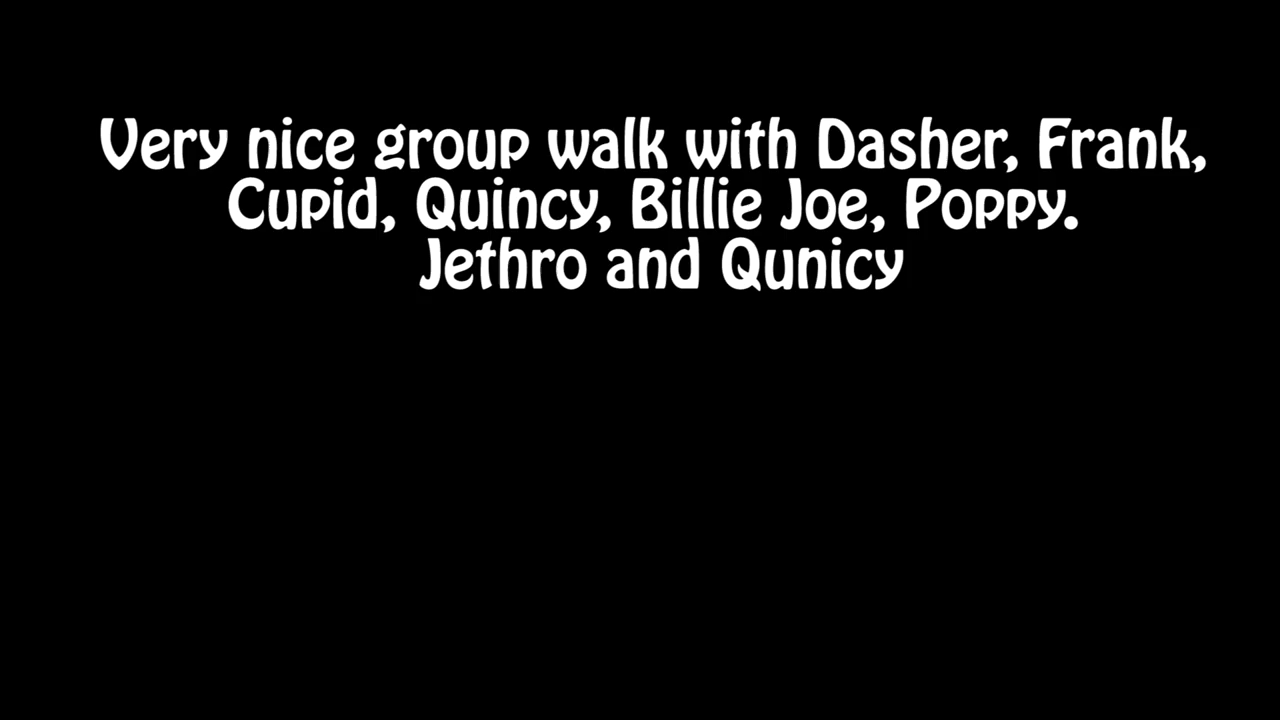 Very nice group walk with Dasher, Frank,
Cupid, Quincy, Billie Joe, Poppy.
Jethro and Qunicy